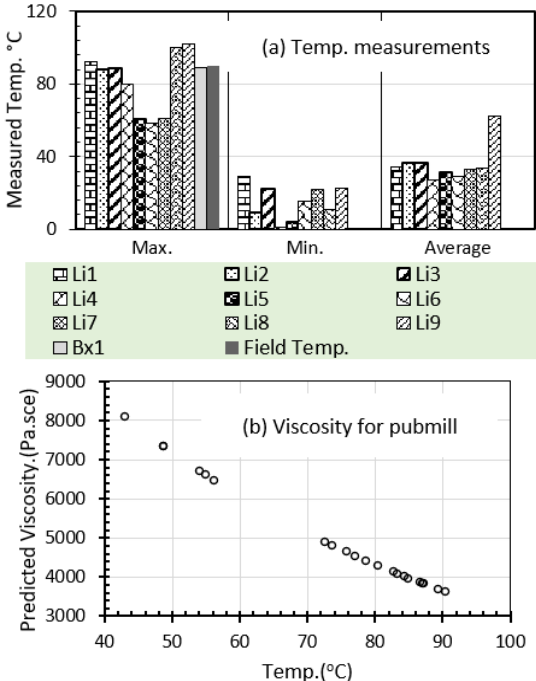 120
(a) Temp. measurements
80
40
0
Measured Temp. °C
Max. Min. Average
Li1 Li2 Li3
Li4 Li5 Li6
Li7 Li8 Li9
Bx1 Field Temp.
9000
(b) Viscosity for pubmill
8000
7000
6000
5000
4000
3000
Predicted Viscosity.(Pa.sce)
40 50 60 70 80 90 100
Temp.(°C)